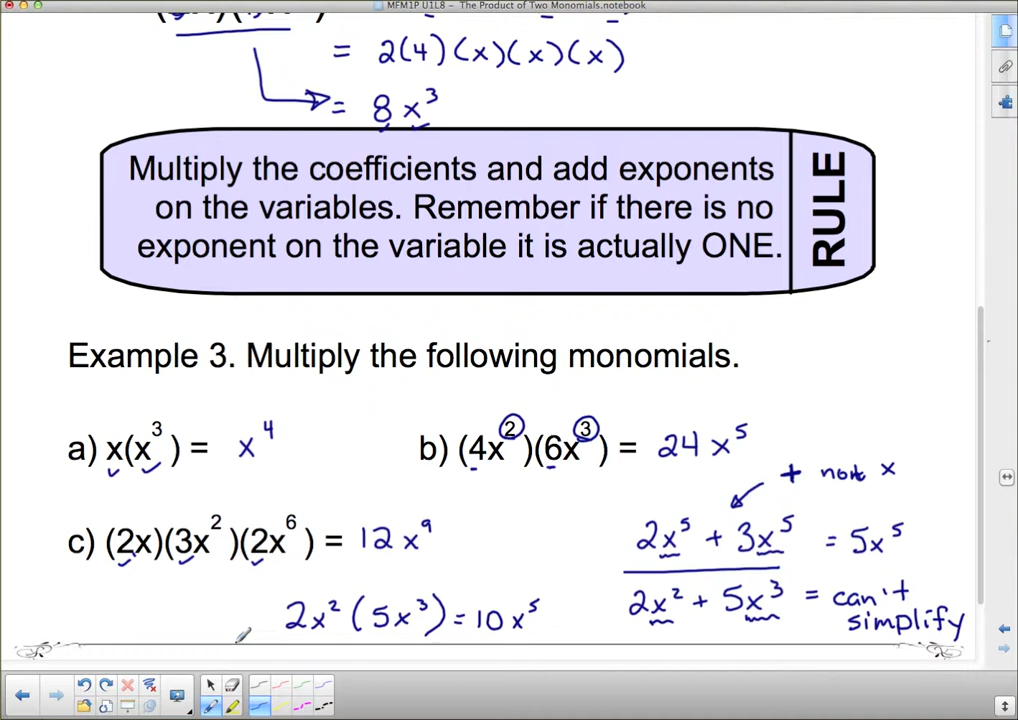 MFM1P U1L8 – The Product of Two Monomials.notebook
= 2(4)(x)(x)(x)
= 8x³
Multiply the coefficients and add exponents
on the variables. Remember if there is no
exponent on the variable it is actually ONE.
RULE
Example 3. Multiply the following monomials.
a) x(x³) = x⁴
b) (4x²)(6x³) = 24x⁵
+ not x
c) (2x)(3x²)(2x⁶) = 12x⁹
2x⁵ + 3x⁵ = 5x⁵
2x² + 5x³ = can't simplify
2x²(5x³) = 10x⁵